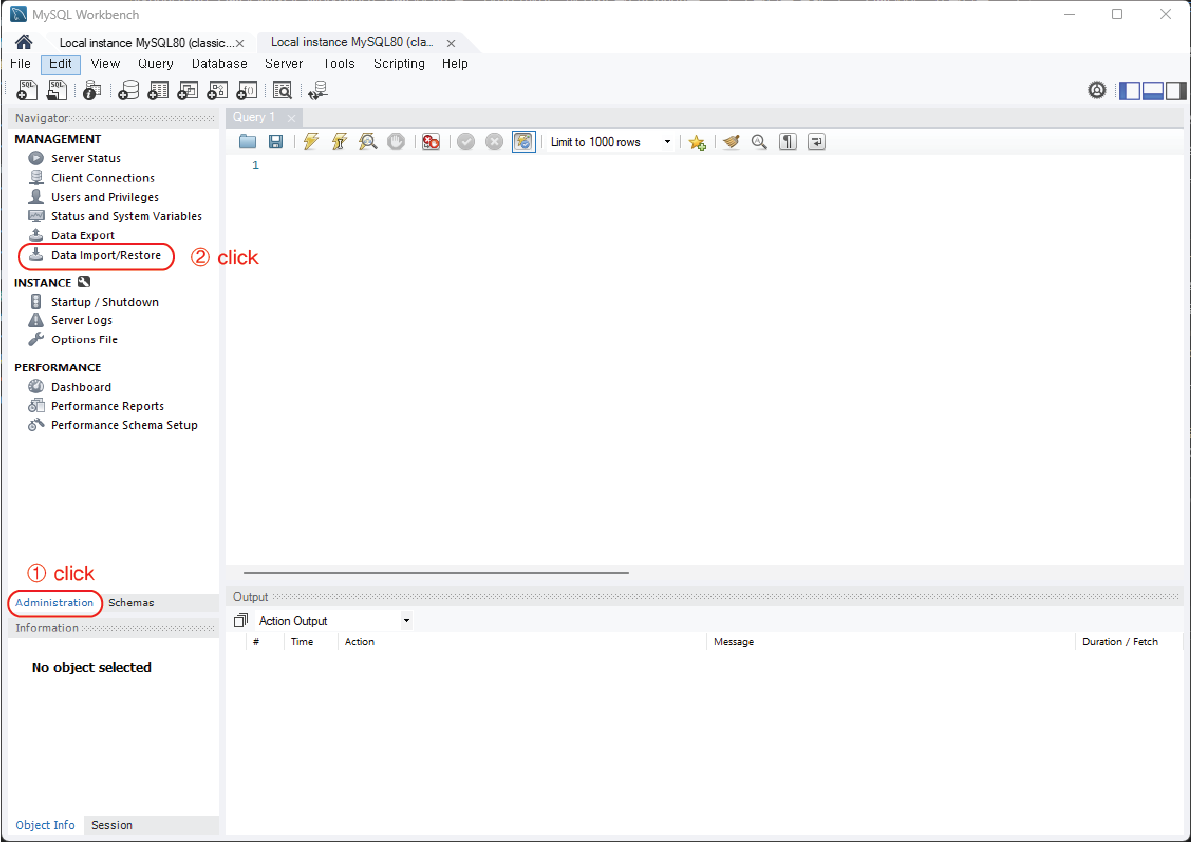 MySQL Workbench
Local instance MySQL80 (classic... Local instance MySQL80 (cla...
File Edit View Query Database Server Tools Scripting Help
Navigator
MANAGEMENT
Server Status
Client Connections
Users and Privileges
Status and System Variables
Data Export
Data Import/Restore
② click
INSTANCE
Startup / Shutdown
Server Logs
Options File
PERFORMANCE
Dashboard
Performance Reports
Performance Schema Setup
① click
Administration Schemas
Information
No object selected
Object Info Session
Query 1
Limit to 1000 rows
1
Output
Action Output
# Time Action Message Duration / Fetch